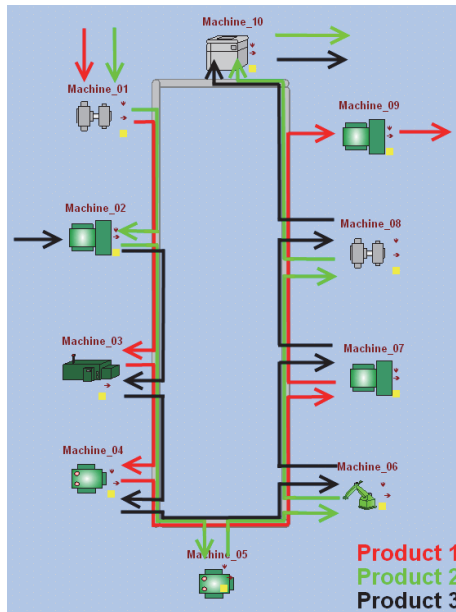 Machine_10
Machine_01
Machine_09
Machine_02
Machine_08
Machine_03
Machine_07
Machine_04
Machine_06
Machine_05
Product 1
Product 2
Product 3